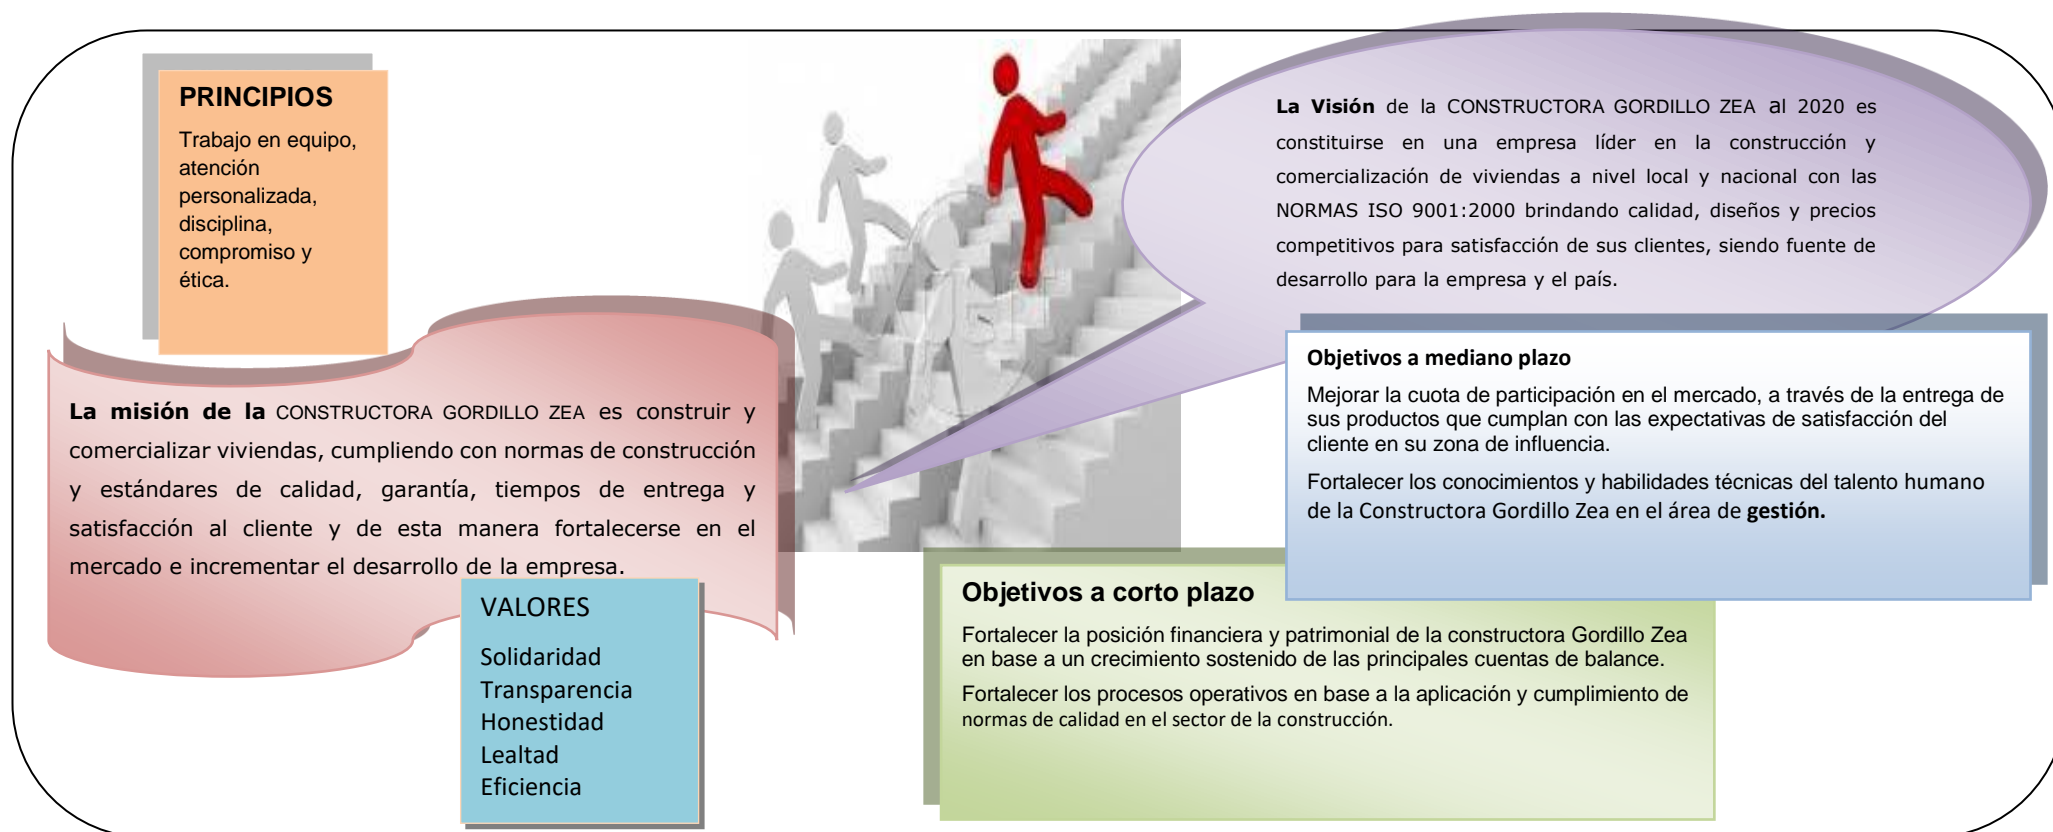 PRINCIPIOS
Trabajo en equipo,
atención
personalizada,
disciplina,
compromiso y
ética.
La misión de la CONSTRUCTORA GORDILLO ZEA es construir y
comercializar viviendas, cumpliendo con normas de construcción
y estándares de calidad, garantía, tiempos de entrega y
satisfacción al cliente y de esta manera fortalecerse en el
mercado e incrementar el desarrollo de la empresa.
VALORES
Solidaridad
Transparencia
Honestidad
Lealtad
Eficiencia
La Visión de la CONSTRUCTORA GORDILLO ZEA al 2020 es
constituirse en una empresa líder en la construcción y
comercialización de viviendas a nivel local y nacional con las
NORMAS ISO 9001:2000 brindando calidad, diseños y precios
competitivos para satisfacción de sus clientes, siendo fuente de
desarrollo para la empresa y el país.
Objetivos a mediano plazo
Mejorar la cuota de participación en el mercado, a través de la entrega de
sus productos que cumplan con las expectativas de satisfacción del
cliente en su zona de influencia.
Fortalecer los conocimientos y habilidades técnicas del talento humano
de la Constructora Gordillo Zea en el área de gestión.
Objetivos a corto plazo
Fortalecer la posición financiera y patrimonial de la constructora Gordillo Zea
en base a un crecimiento sostenido de las principales cuentas de balance.
Fortalecer los procesos operativos en base a la aplicación y cumplimiento de
normas de calidad en el sector de la construcción.